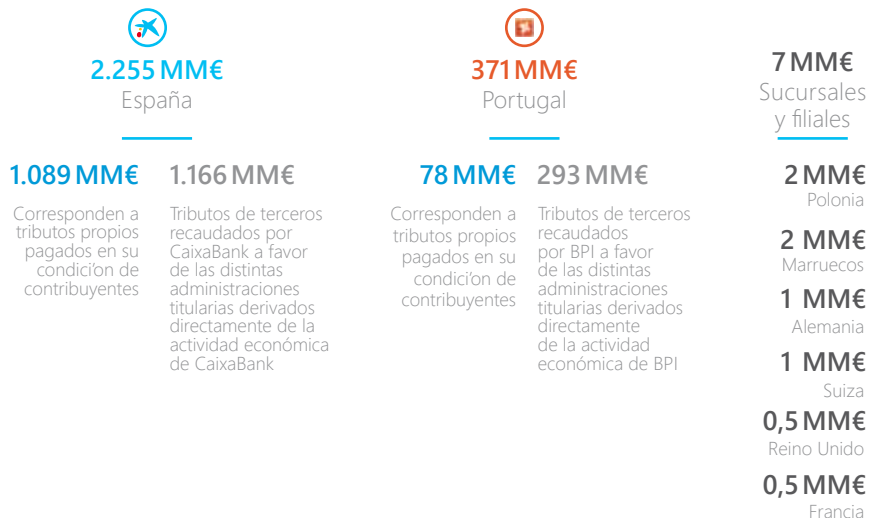 2.255 MM€
España
1.089 MM€
Corresponden a
tributos propios
pagados en su
condici'on de
contribuyentes
1.166 MM€
Tributos de terceros
recaudados por
CaixaBank a favor
de las distintas
administraciones
titularias derivados
directamente de la
actividad económica
de CaixaBank
371 MM€
Portugal
78 MM€
Corresponden a
tributos propios
pagados en su
condici'on de
contribuyentes
293 MM€
Tributos de terceros
recaudados
por BPI a favor
de las distintas
administraciones
titularias derivados
directamente
de la actividad
económica de BPI
7 MM€
Sucursales
y filiales
2 MM€
Polonia
2 MM€
Marruecos
1 MM€
Alemania
1 MM€
Suiza
0,5 MM€
Reino Unido
0,5 MM€
Francia